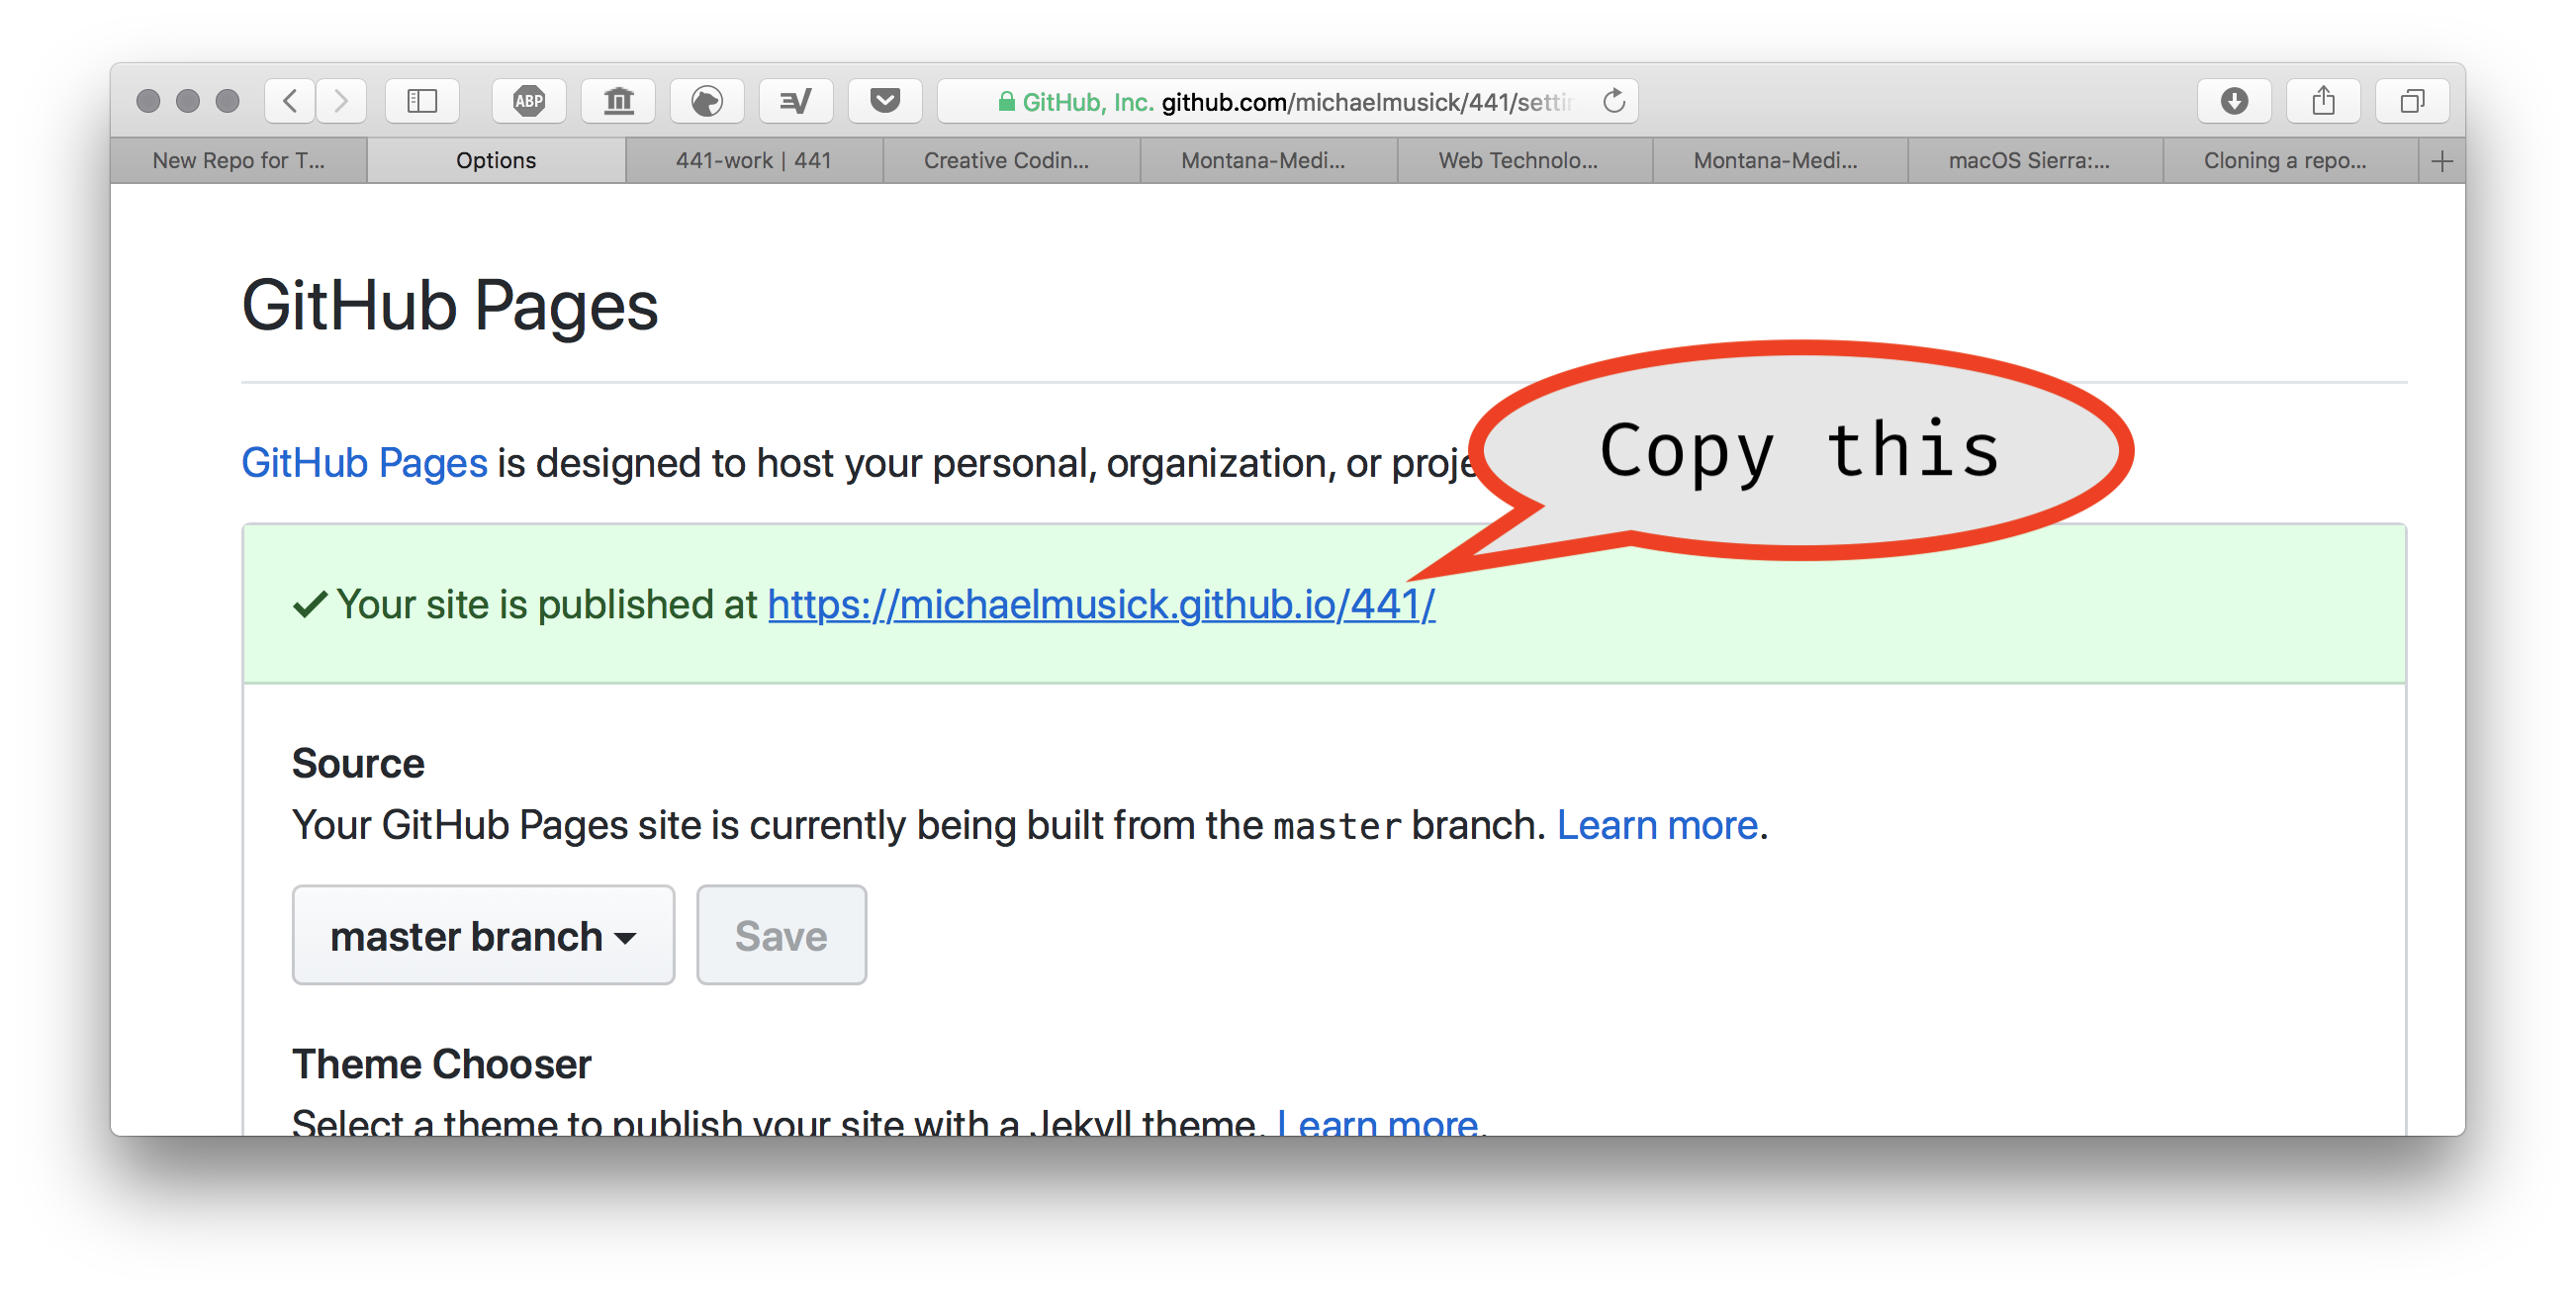 ABP
GitHub, Inc. github.com/michaelmusick/441/settin
New Repo for T...
Options
441-work | 441
Creative Codin...
Montana-Medi...
Web Technolo...
Montana-Medi...
macOS Sierra:...
Cloning a repo...
GitHub Pages
Copy this
GitHub Pages is designed to host your personal, organization, or proje
✓ Your site is published at https://michaelmusick.github.io/441/
Source
Your GitHub Pages site is currently being built from the master branch. Learn more.
master branch
Save
Theme Chooser
Select a theme to publish your site with a Jekyll theme. Learn more.